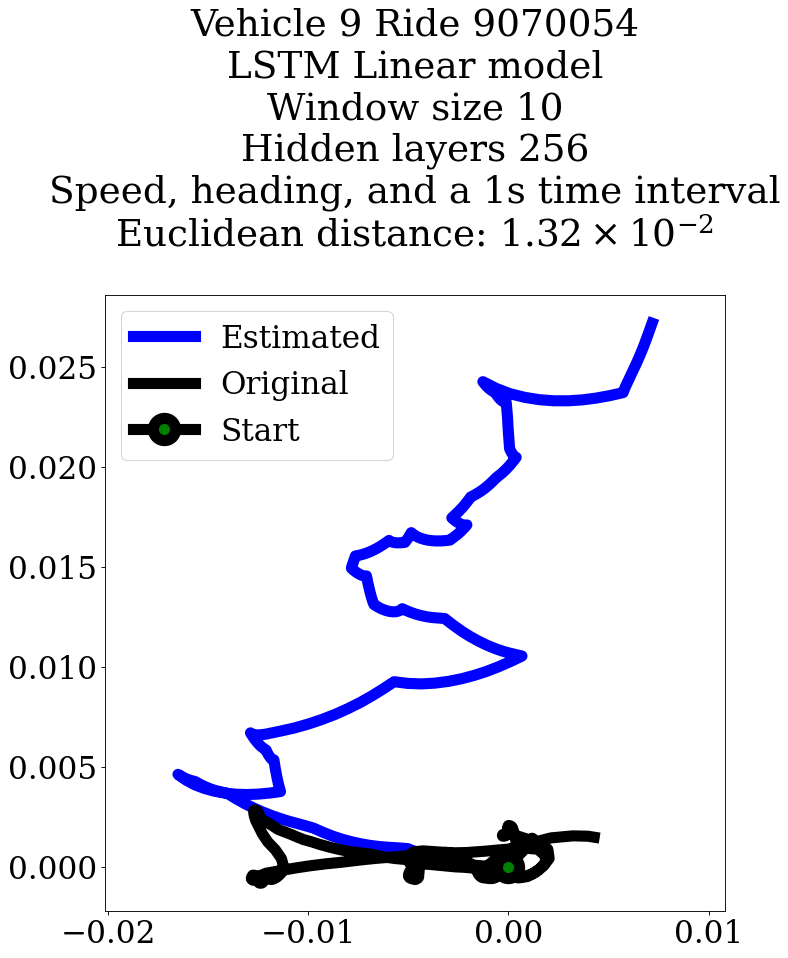 Vehicle 9 Ride 9070054
LSTM Linear model
Window size 10
Hidden layers 256
Speed, heading, and a 1s time interval
Euclidean distance: 1.32 × 10⁻²
Estimated
Original
Start
0.025
0.020
0.015
0.010
0.005
0.000
−0.02
−0.01
0.00
0.01